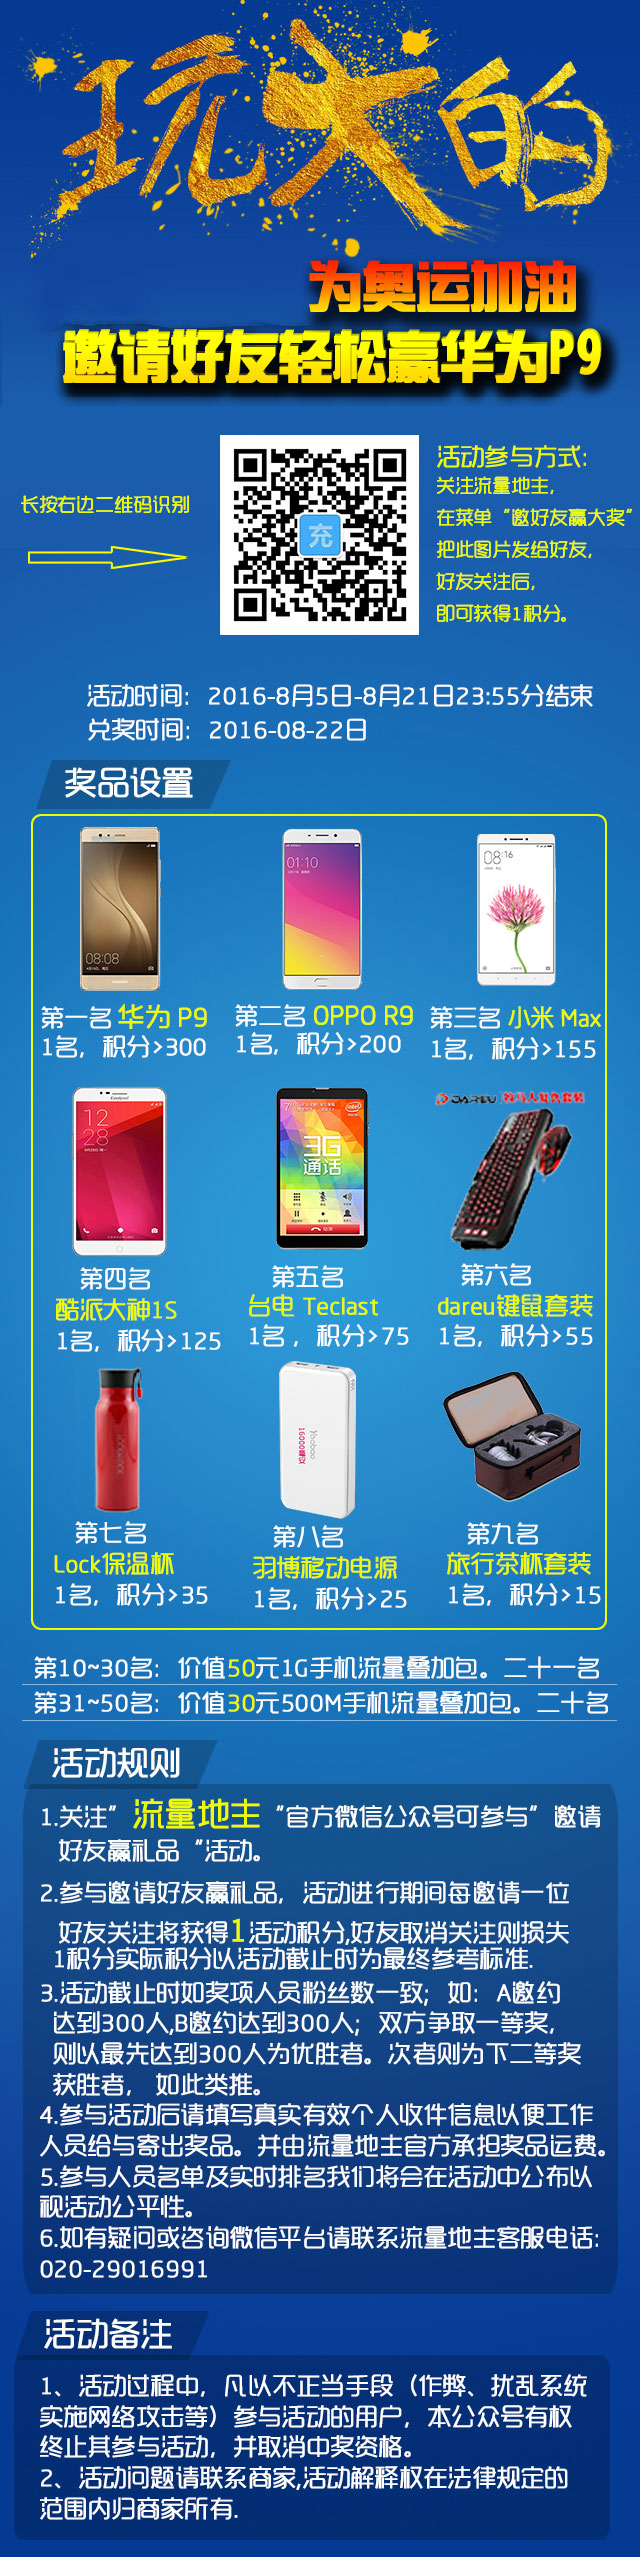 玩大的
为奥运加油
邀请好友轻松赢华为P9
长按右边二维码识别
充
活动参与方式:
关注流量地主,
在菜单“邀好友赢大奖”
把此图片发给好友,
好友关注后,
即可获得1积分。
活动时间: 2016-8月5日-8月21日23:55分结束
兑奖时间: 2016-08-22日
奖品设置
08:08
01:10
08:16
第一名 华为 P9
1名, 积分>300
第二名 OPPO R9
1名, 积分>200
第三名 小米 Max
1名, 积分>155
Coolpad
12
28
7"
intel
3G
通话
DAREU
第四名
酷派大神1S
1名, 积分>125
第五名
台电 Teclast
1名, 积分>75
第六名
dareu键鼠套装
1名, 积分>55
Yoobao
第七名
Lock保温杯
1名, 积分>35
第八名
羽博移动电源
1名, 积分>25
第九名
旅行茶杯套装
1名, 积分>15
第10~30名: 价值50元1G手机流量叠加包。二十一名
第31~50名: 价值30元500M手机流量叠加包。二十名
活动规则
1.关注”流量地主“官方微信公众号可参与”邀请
好友赢礼品“活动。
2.参与邀请好友赢礼品, 活动进行期间每邀请一位
好友关注将获得1活动积分,好友取消关注则损失
1积分实际积分以活动截止时为最终参考标准.
3.活动截止时如奖项人员粉丝数一致; 如: A邀约
达到300人,B邀约达到300人; 双方争取一等奖,
则以最先达到300人为优胜者。次者则为下二等奖
获胜者, 如此类推。
4.参与活动后请填写真实有效个人收件信息以便工作
人员给与寄出奖品。并由流量地主官方承担奖品运费。
5.参与人员名单及实时排名我们将会在活动中公布以
视活动公平性。
6.如有疑问或咨询微信平台请联系流量地主客服电话:
020-29016991
活动备注
1、活动过程中, 凡以不正当手段（作弊、扰乱系统
实施网络攻击等）参与活动的用户, 本公众号有权
终止其参与活动, 并取消中奖资格。
2、活动问题请联系商家,活动解释权在法律规定的
范围内归商家所有.